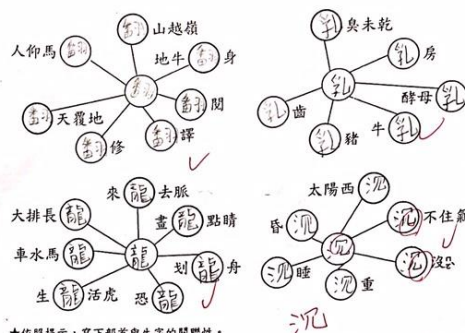 翻山越嶺
人仰馬翻
地牛翻身
翻
翻閱
翻天覆地
翻譯
翻修
乳臭未乾
乳房
乳
酵母乳
乳齒
牛乳
乳豬
來龍去脈
大排長龍
畫龍點睛
車水馬龍
龍
划龍舟
生龍活虎
恐龍
太陽西沉
昏沉
沉不住氣
沉
沉沒
沉睡
沉重
沉